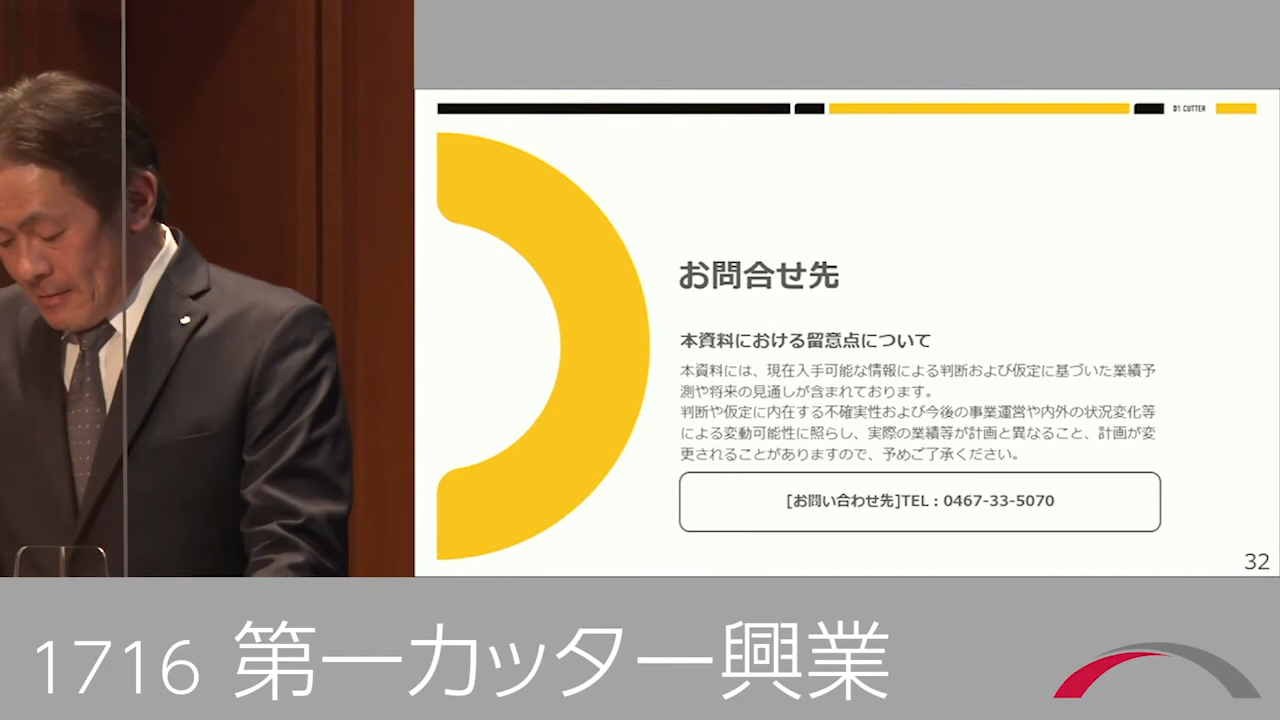 D1 CUTTER
お問合せ先
本資料における留意点について
本資料には、現在入手可能な情報による判断および仮定に基づいた業績予
測や将来の見通しが含まれております。
判断や仮定に内在する不確実性および今後の事業運営や内外の状況変化等
による変動可能性に照らし、実際の業績等が計画と異なること、計画が変
更されることがありますので、予めご了承ください。
[お問い合わせ先]TEL：0467-33-5070
32
1716 第一カッター興業